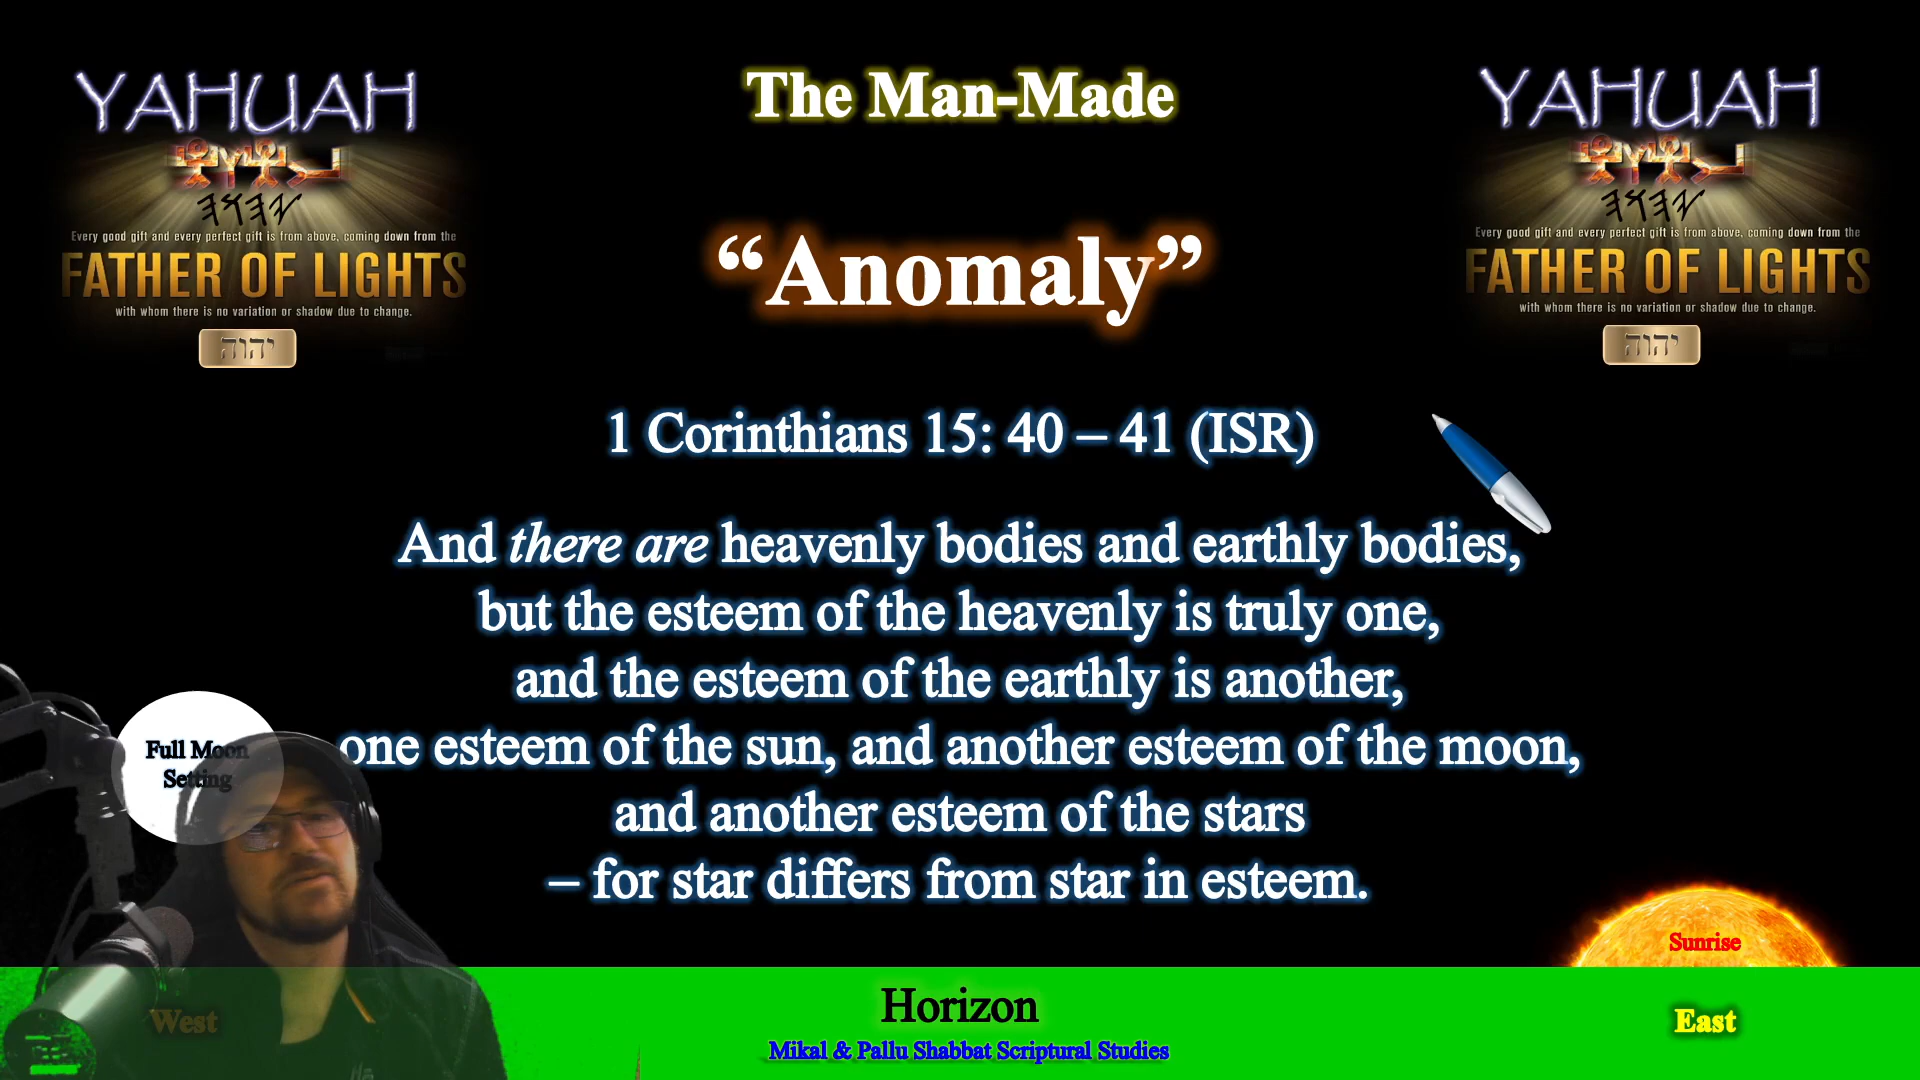 YAHUAH
𐤉𐤄𐤅𐤄
Every good gift and every perfect gift is from above, coming down from the
FATHER OF LIGHTS
with whom there is no variation or shadow due to change.
יהוה
The Man-Made
“Anomaly”
YAHUAH
𐤉𐤄𐤅𐤄
Every good gift and every perfect gift is from above, coming down from the
FATHER OF LIGHTS
with whom there is no variation or shadow due to change.
יהוה
1 Corinthians 15: 40 – 41 (ISR)
And there are heavenly bodies and earthly bodies,
but the esteem of the heavenly is truly one,
and the esteem of the earthly is another,
one esteem of the sun, and another esteem of the moon,
and another esteem of the stars
– for star differs from star in esteem.
Full Moon
Setting
Sunrise
West
Horizon
East
Mikal & Pallu Shabbat Scriptural Studies